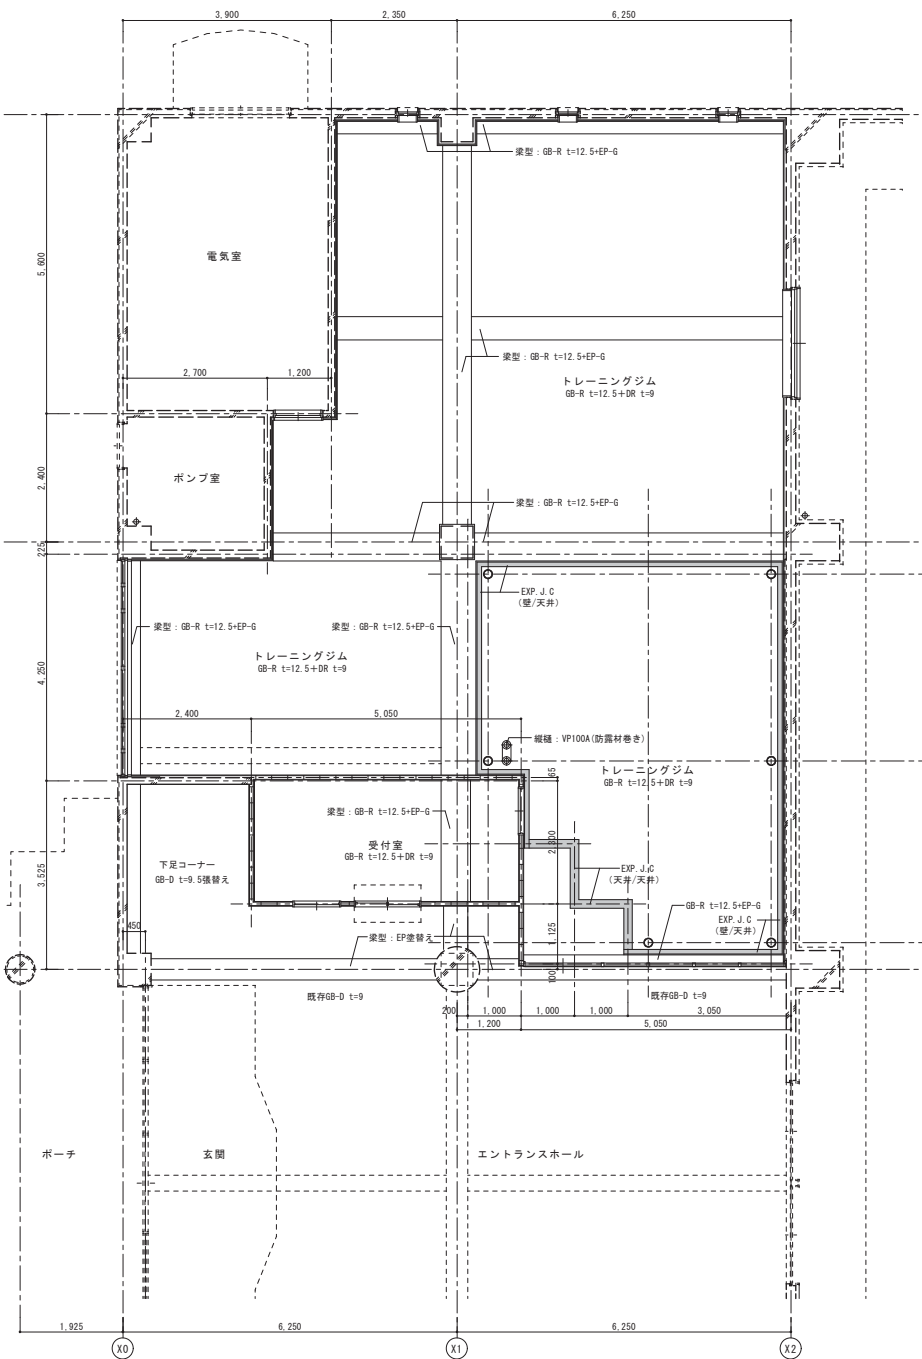 3,900
2,350
6,250
梁型：GB-R t=12.5+EP-G
電気室
5,600
梁型：GB-R t=12.5+EP-G
2,700
1,200
トレーニングジム
GB-R t=12.5+DR t=9
ポンプ室
2,400
梁型：GB-R t=12.5+EP-G
225
EXP.J.C
(壁/天井)
梁型：GB-R t=12.5+EP-G
梁型：GB-R t=12.5+EP-G
トレーニングジム
GB-R t=12.5+DR t=9
4,250
2,400
5,050
縦樋：VP100A(防露材巻き)
65
トレーニングジム
GB-R t=12.5+DR t=9
梁型：GB-R t=12.5+EP-G
受付室
GB-R t=12.5+DR t=9
2,300
下足コーナー
GB-D t=9.5張替え
3,525
EXP.J.C
(天井/天井)
GB-R t=12.5+EP-G
EXP.J.C
(壁/天井)
450
1,125
梁型：EP塗替え
100
既存GB-D t=9
既存GB-D t=9
200
1,000
1,000
1,000
3,050
1,200
5,050
ポーチ
玄関
エントランスホール
1,925
6,250
6,250
X0
X1
X2